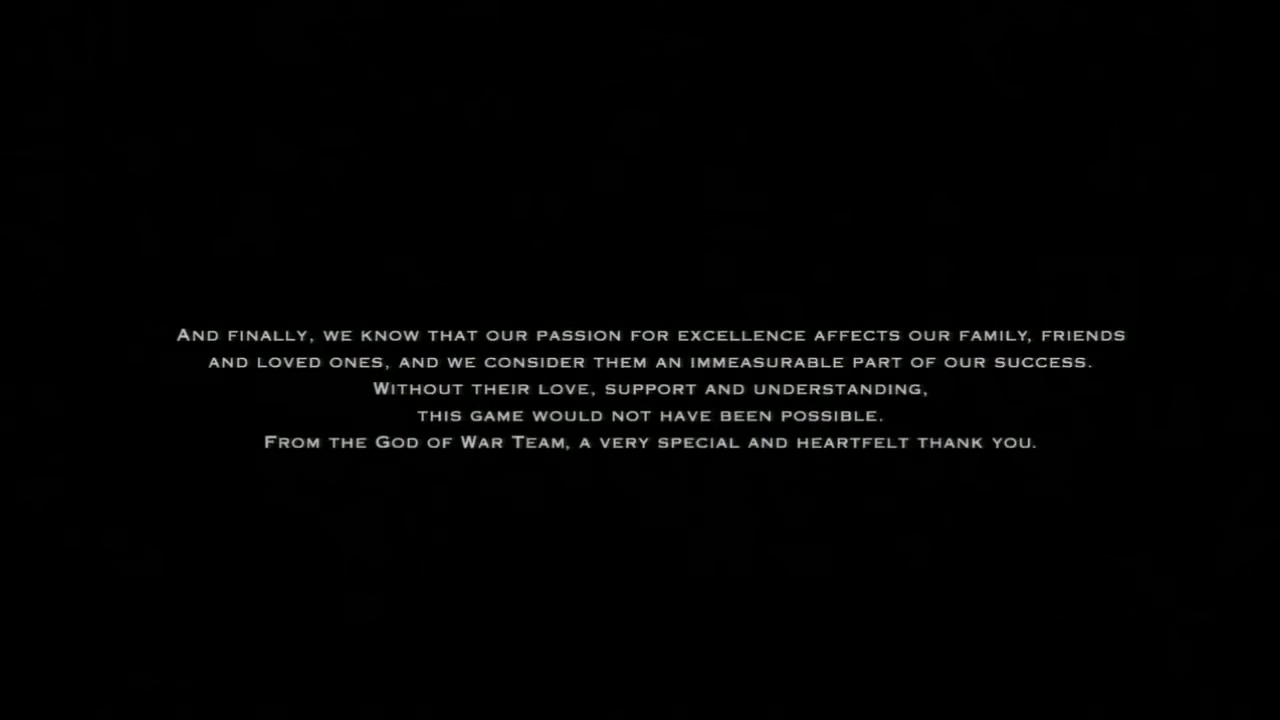 And finally, we know that our passion for excellence affects our family, friends
and loved ones, and we consider them an immeasurable part of our success.
Without their love, support and understanding,
this game would not have been possible.
From the God of War Team, a very special and heartfelt thank you.